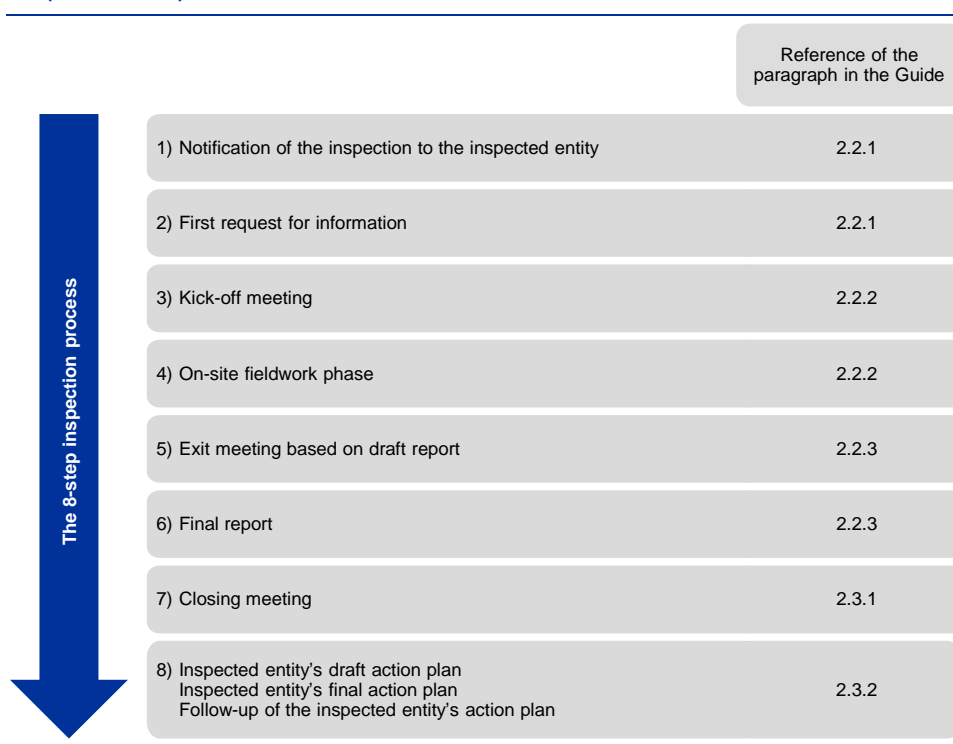 Reference of the
paragraph in the Guide
The 8-step inspection process
1) Notification of the inspection to the inspected entity 2.2.1
2) First request for information 2.2.1
3) Kick-off meeting 2.2.2
4) On-site fieldwork phase 2.2.2
5) Exit meeting based on draft report 2.2.3
6) Final report 2.2.3
7) Closing meeting 2.3.1
8) Inspected entity’s draft action plan
Inspected entity’s final action plan 2.3.2
Follow-up of the inspected entity’s action plan